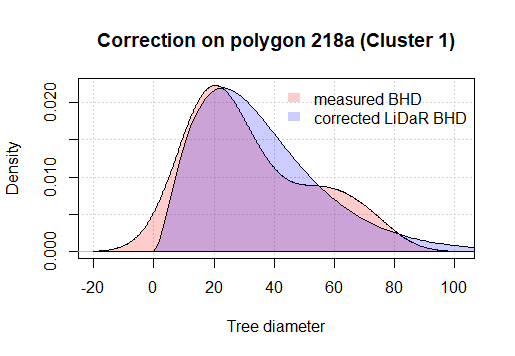 Correction on polygon 218a (Cluster 1)
measured BHD
corrected LiDaR BHD
Density
0.020
0.010
0.000
-20 0 20 40 60 80 100
Tree diameter